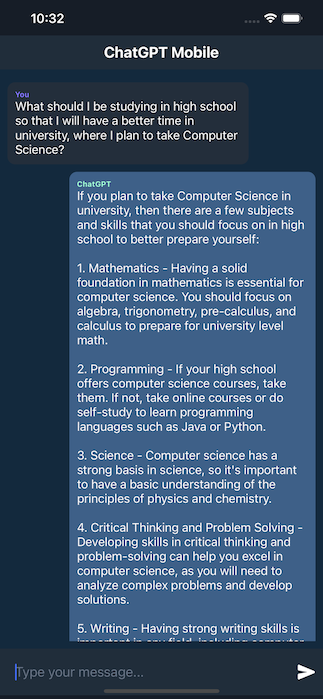 10:32
ChatGPT Mobile
You
What should I be studying in high school
so that I will have a better time in
university, where I plan to take Computer
Science?
ChatGPT
If you plan to take Computer Science in
university, then there are a few subjects
and skills that you should focus on in high
school to better prepare yourself:
1. Mathematics - Having a solid
foundation in mathematics is essential for
computer science. You should focus on
algebra, trigonometry, pre-calculus, and
calculus to prepare for university level
math.
2. Programming - If your high school
offers computer science courses, take
them. If not, take online courses or do
self-study to learn programming
languages such as Java or Python.
3. Science - Computer science has a
strong basis in science, so it's important
to have a basic understanding of the
principles of physics and chemistry.
4. Critical Thinking and Problem Solving -
Developing skills in critical thinking and
problem-solving can help you excel in
computer science, as you will need to
analyze complex problems and develop
solutions.
5. Writing - Having strong writing skills is
important in any field, including computer
Type your message...